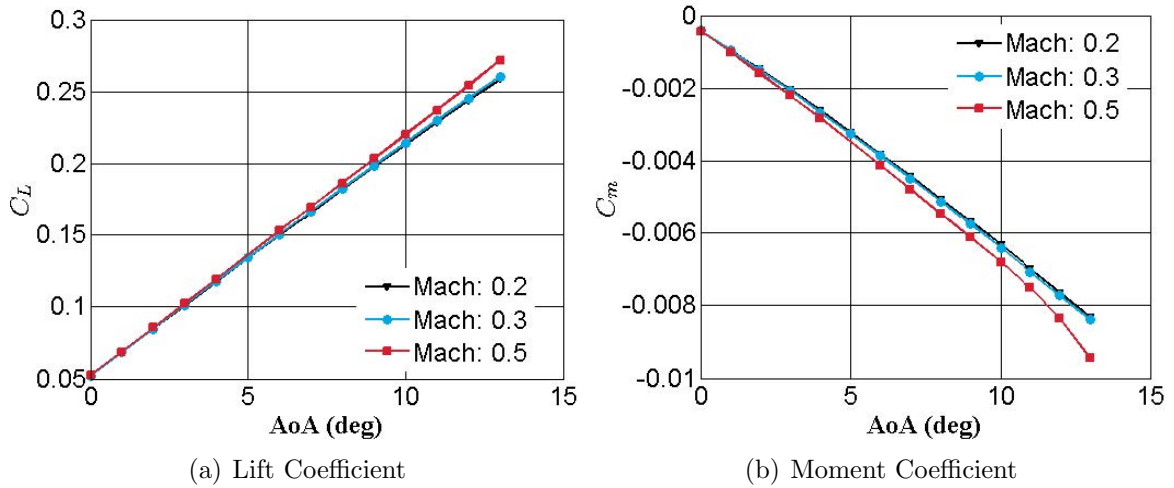 0.3
0.25
0.2
0.15
0.1
0.05
C_L
0
5
10
15
AoA (deg)
Mach: 0.2
Mach: 0.3
Mach: 0.5
(a) Lift Coefficient
0
-0.002
-0.004
-0.006
-0.008
-0.01
C_m
0
5
10
15
AoA (deg)
Mach: 0.2
Mach: 0.3
Mach: 0.5
(b) Moment Coefficient